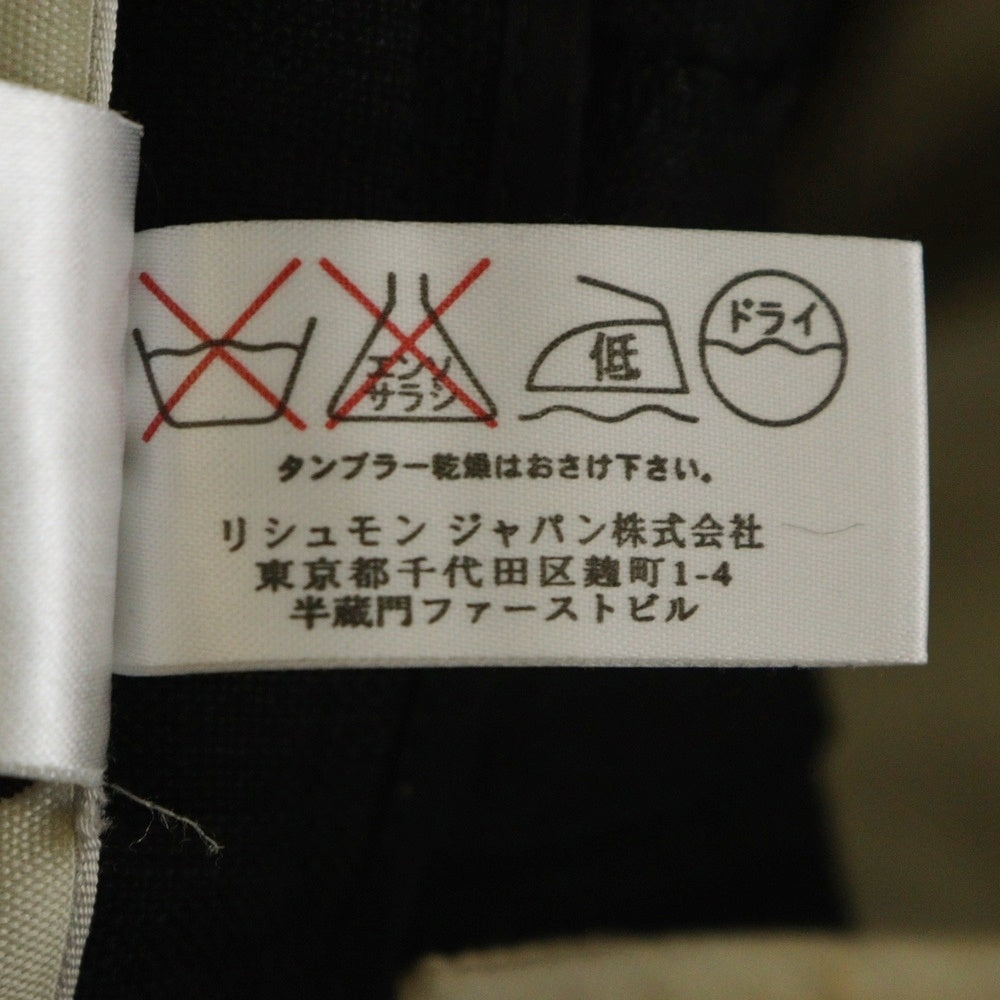 エンソ
サラシ
低
ドライ
タンブラー乾燥はおさけ下さい。
リシュモン ジャパン株式会社
東京都千代田区麹町1-4
半蔵門ファーストビル